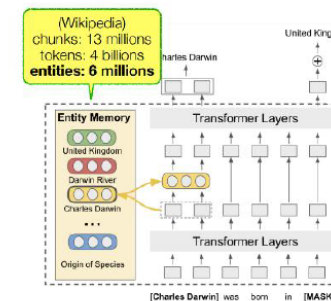 (Wikipedia)
chunks: 13 millions
tokens: 4 billions
entities: 6 millions
United King
Charles Darwin
Entity Memory
United Kingdom
Darwin River
Charles Darwin
...
Origin of Species
Transformer Layers
Transformer Layers
[Charles Darwin] was born in [MASK